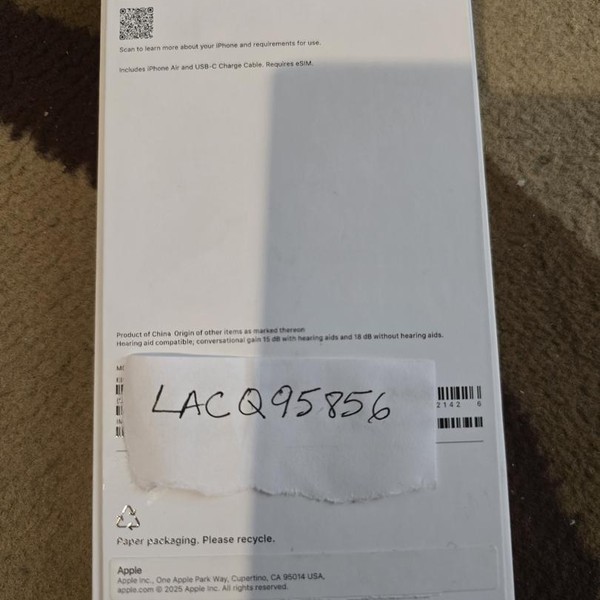 Scan to learn more about your iPhone and requirements for use.
Includes iPhone Air and USB-C Charge Cable. Requires eSIM.
Product of China Origin of other items as marked thereon
Hearing aid compatible; conversational gain 15 dB with hearing aids and 18 dB without hearing aids.
LACQ95856
2142 6
Paper packaging. Please recycle.
Apple
Apple Inc., One Apple Park Way, Cupertino, CA 95014 USA,
apple.com © 2025 Apple Inc. All rights reserved.